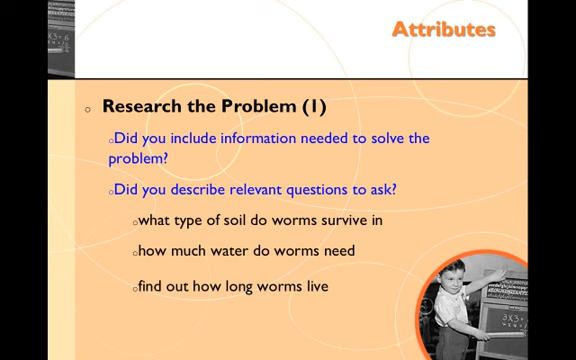 Attributes
Research the Problem (1)
Did you include information needed to solve the
problem?
Did you describe relevant questions to ask?
what type of soil do worms survive in
how much water do worms need
find out how long worms live
3X3=